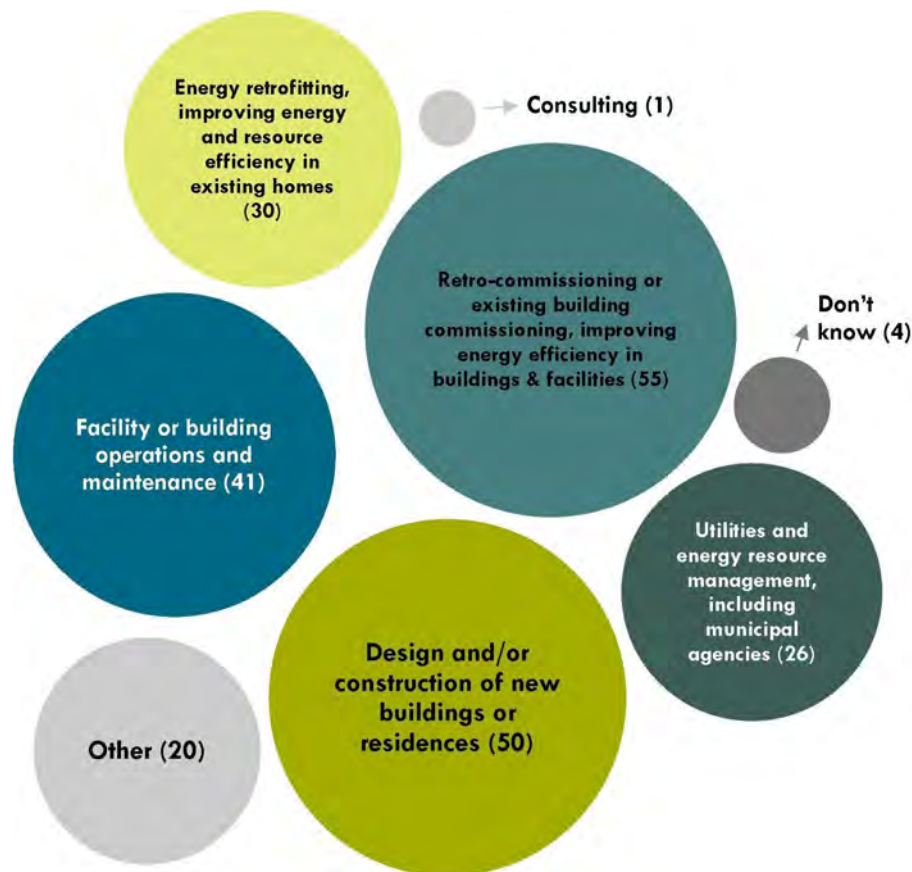 Energy retrofitting,
improving energy
and resource
efficiency in
existing homes
(30)
Consulting (1)
Retro-commissioning or
existing building
commissioning, improving
energy efficiency in
buildings & facilities (55)
Don't
know (4)
Facility or building
operations and
maintenance (41)
Utilities and
energy resource
management,
including
municipal
agencies (26)
Design and/or
construction of new
buildings or
residences (50)
Other (20)